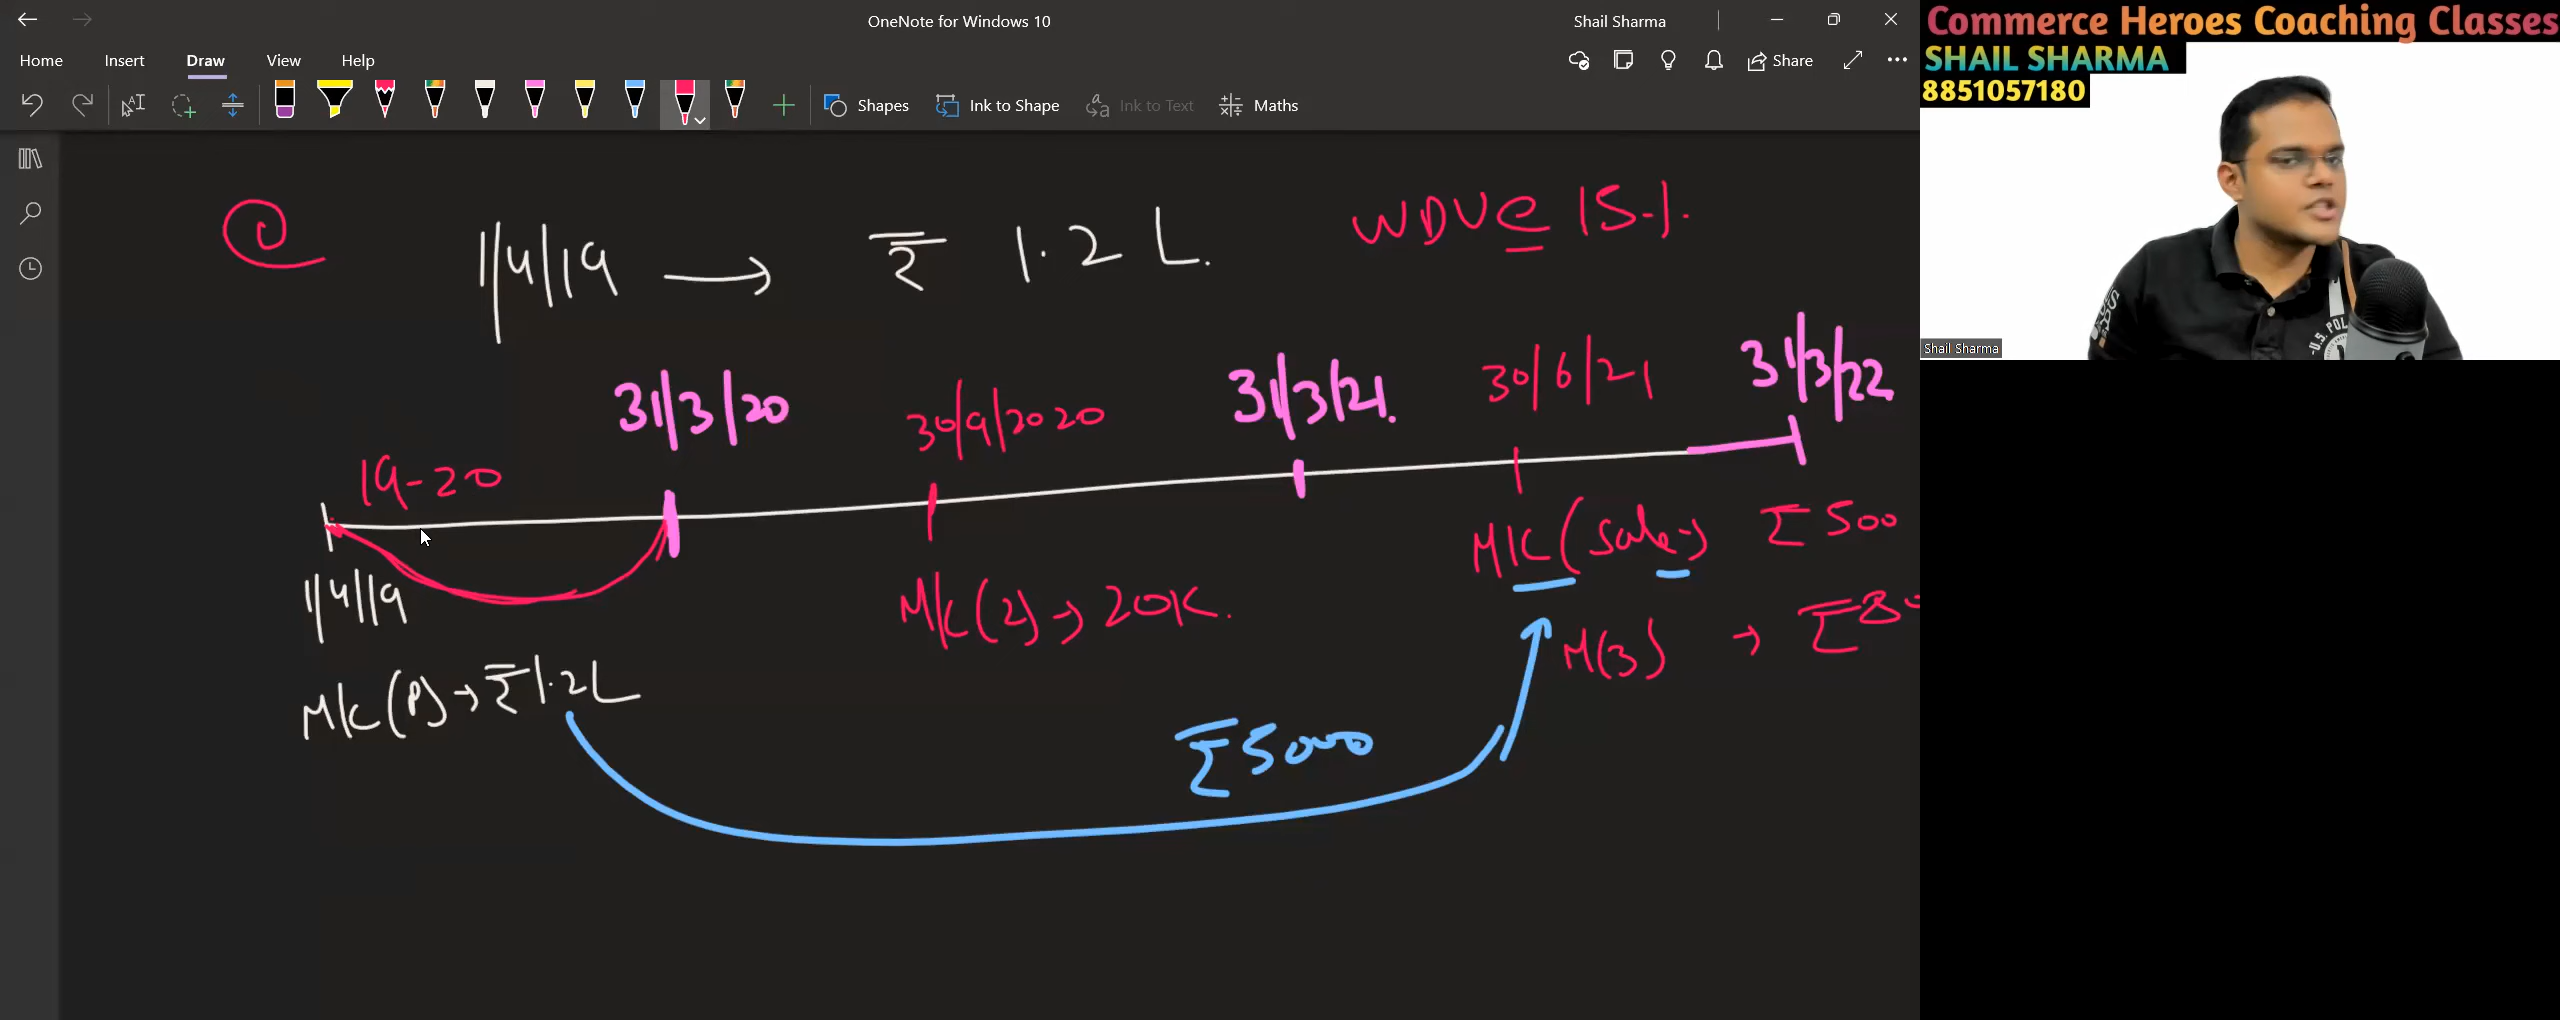 OneNote for Windows 10
Shail Sharma
Home Insert Draw View Help
Share
Shapes Ink to Shape Ink to Text Maths
Commerce Heroes Coaching Classes
SHAIL SHARMA
8851057180
Shail Sharma
1/4/19 → ₹ 1.2 L.
WDV @ 15%
31/3/20 30/9/2020 31/3/21. 30/6/21 31/3/22
19-20
1/4/19
M/C (P) → ₹1.2L
M/C (2) → 20K.
M/C (Sale) ₹ 500
M(3) → ₹80
₹5000